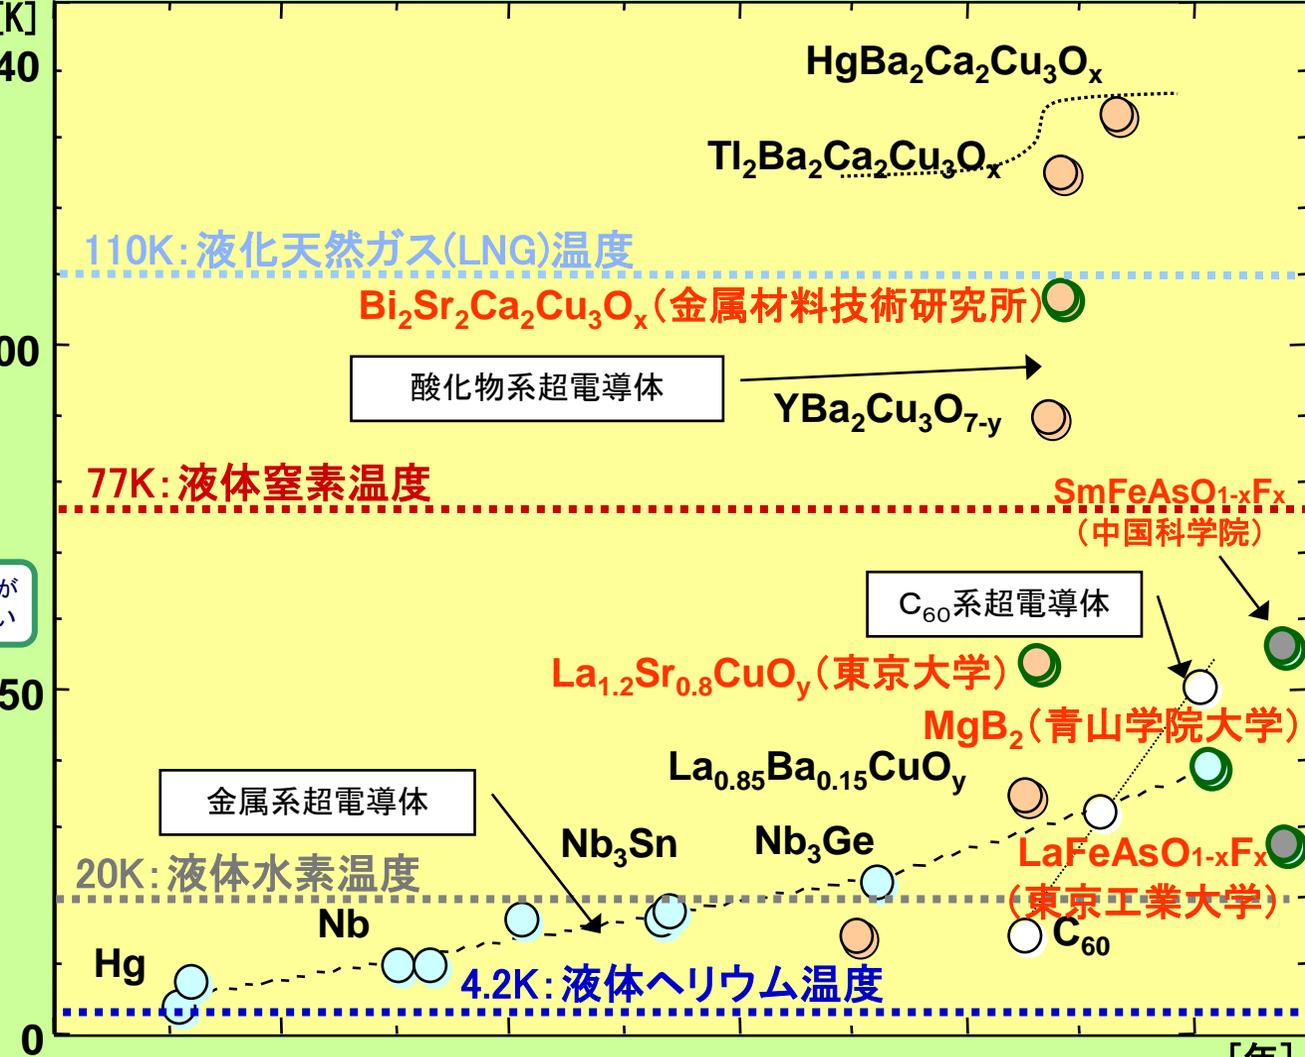 [K]
40
HgBa₂Ca₂Cu₃Oₓ
Tl₂Ba₂Ca₂Cu₃Oₓ
110K：液化天然ガス(LNG)温度
Bi₂Sr₂Ca₂Cu₃Oₓ（金属材料技術研究所）
00
酸化物系超電導体
YBa₂Cu₃O₇₋y
77K：液体窒素温度
SmFeAsO1-xFx
（中国科学院）
が
い
C₆₀系超電導体
La₁.₂Sr₀.₈CuOy（東京大学）
50
MgB₂（青山学院大学）
La₀.₈₅Ba₀.₁₅CuOy
金属系超電導体
Nb₃Sn
Nb₃Ge
LaFeAsO1-xFx
（東京工業大学）
20K：液体水素温度
Nb
C₆₀
Hg
4.2K：液体ヘリウム温度
0
[年]